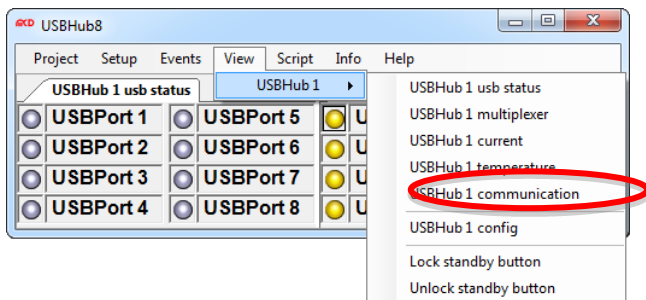 MCD USBHub8
Project Setup Events View Script Info Help
USBHub 1 usb status
USBHub 1
USBHub 1 usb status
USBHub 1 multiplexer
USBHub 1 current
USBHub 1 temperature
USBHub 1 communication
USBHub 1 config
Lock standby button
Unlock standby button
USBPort 1 USBPort 5 U
USBPort 2 USBPort 6 U
USBPort 3 USBPort 7 U
USBPort 4 USBPort 8 U